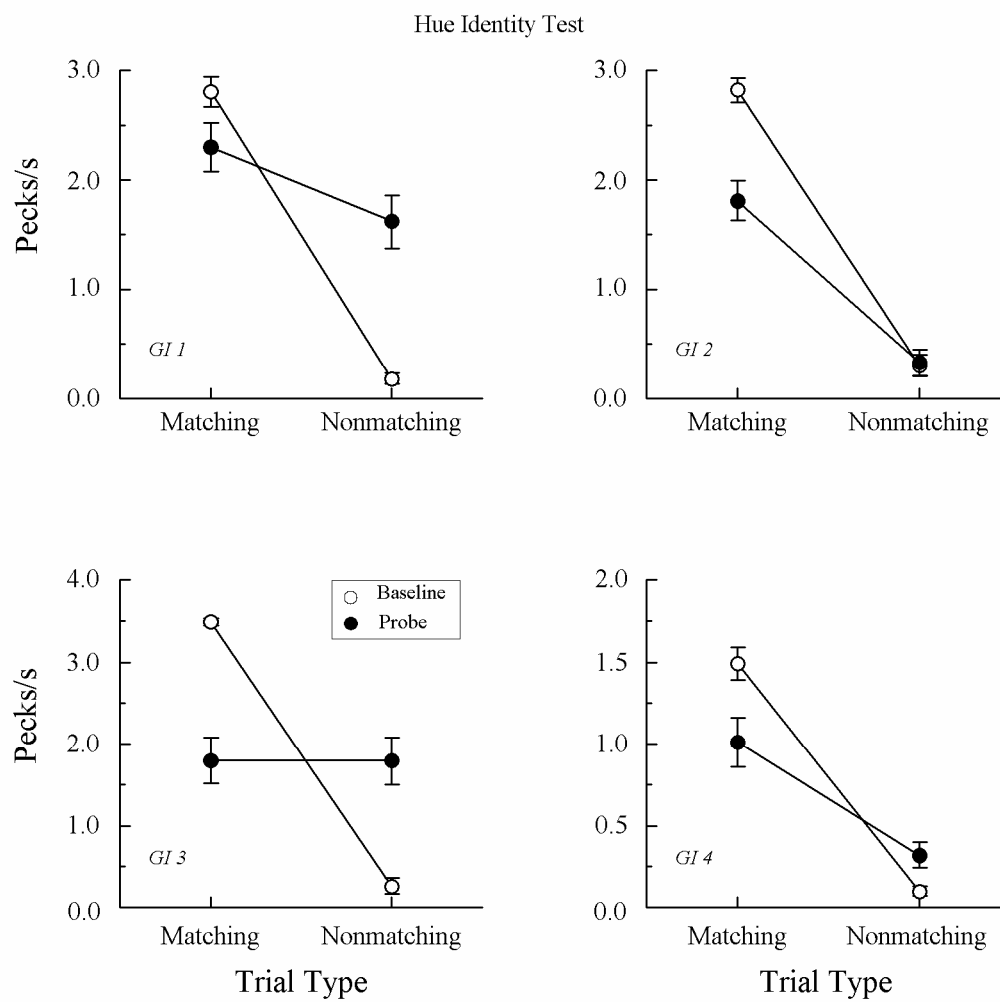 Hue Identity Test
3.0
2.0
1.0
0.0
Pecks/s
GI 1
Matching Nonmatching
3.0
2.0
1.0
0.0
GI 2
Matching Nonmatching
4.0
3.0
2.0
1.0
0.0
Pecks/s
Baseline
Probe
GI 3
Matching Nonmatching
Trial Type
2.0
1.5
1.0
0.5
0.0
GI 4
Matching Nonmatching
Trial Type